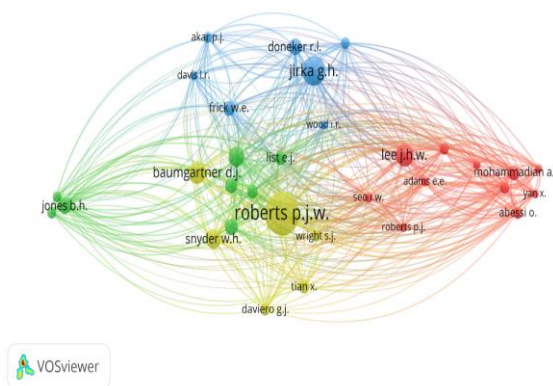 akar p.j.
doneker r.l.
davis l.r.
jirka g.h.
frick w.e.
wood i.r.
list e.j.
lee j.h.w.
baumgartner d.j.
mohammadian a.
adams e.e.
yan x.
seo i.w.
jones b.h.
roberts p.j.w.
abessi o.
snyder w.h.
wright s.j.
roberts p.j.
tian x.
daviero g.j.
VOSviewer